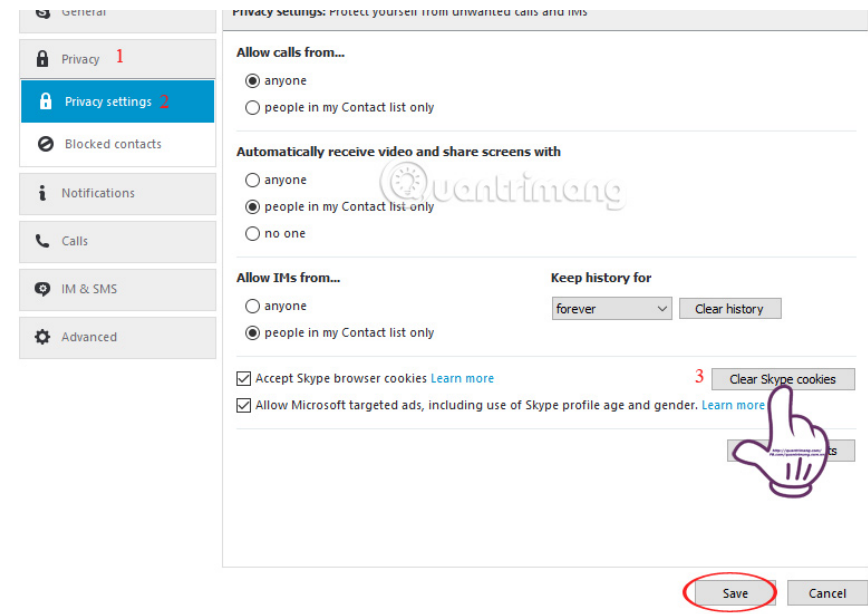 General
Privacy settings: Protect yourself from unwanted calls and IMs
Privacy 1
Privacy settings 2
Blocked contacts
Notifications
Calls
IM & SMS
Advanced
Allow calls from...
anyone
people in my Contact list only
Automatically receive video and share screens with
anyone
people in my Contact list only
no one
Quantrimang
Allow IMs from...
anyone
people in my Contact list only
Keep history for
forever
Clear history
Accept Skype browser cookies Learn more
3 Clear Skype cookies
Allow Microsoft targeted ads, including use of Skype profile age and gender. Learn more
Save
Cancel